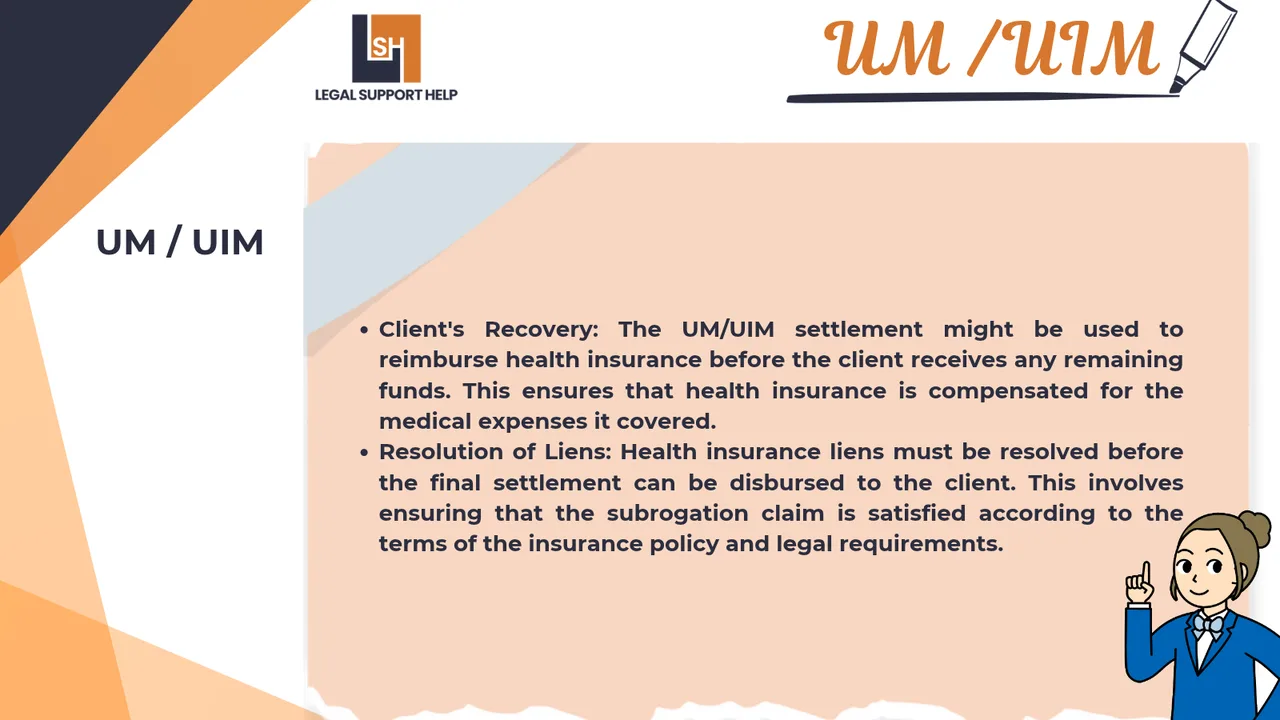 SH
LEGAL SUPPORT HELP
UM /UIM
UM / UIM
• Client's Recovery: The UM/UIM settlement might be used to
reimburse health insurance before the client receives any remaining
funds. This ensures that health insurance is compensated for the
medical expenses it covered.
• Resolution of Liens: Health insurance liens must be resolved before
the final settlement can be disbursed to the client. This involves
ensuring that the subrogation claim is satisfied according to the
terms of the insurance policy and legal requirements.